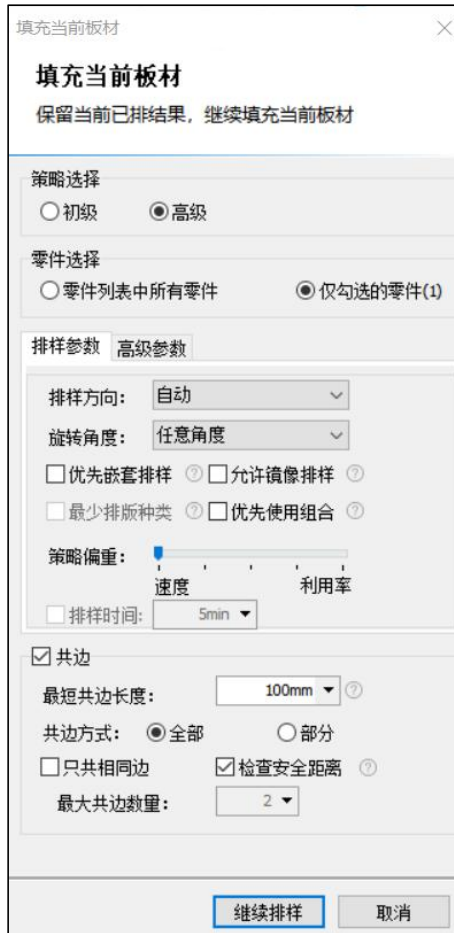 填充当前板材
填充当前板材
保留当前已排结果，继续填充当前板材
策略选择
初级 高级
零件选择
零件列表中所有零件 仅勾选的零件(1)
排样参数 高级参数
排样方向： 自动
旋转角度： 任意角度
优先嵌套排样 ? 允许镜像排样 ?
最少排版种类 ? 优先使用组合 ?
策略偏重：
速度 利用率
排样时间: 5min
共边
最短共边长度： 100mm ?
共边方式： 全部 部分
只共相同边 检查安全距离 ?
最大共边数量： 2
继续排样 取消